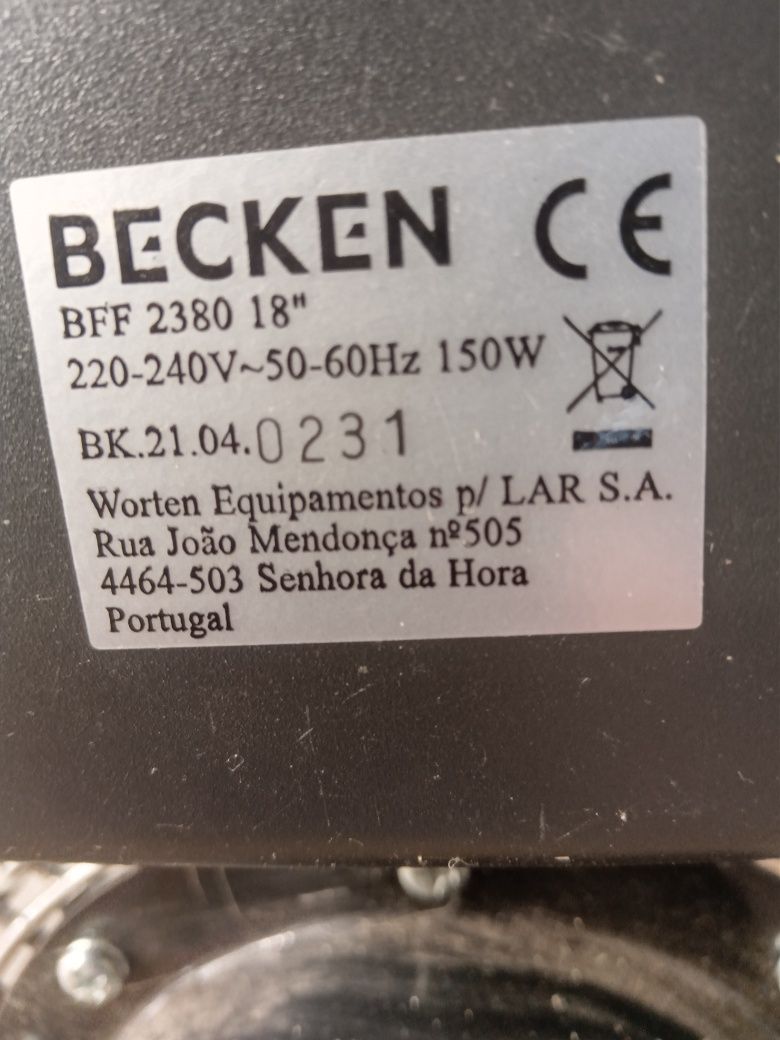 BECKEN CE
BFF 2380 18"
220-240V~50-60Hz 150W
BK.21.04.0231
Worten Equipamentos p/ LAR S.A.
Rua João Mendonça nº505
4464-503 Senhora da Hora
Portugal